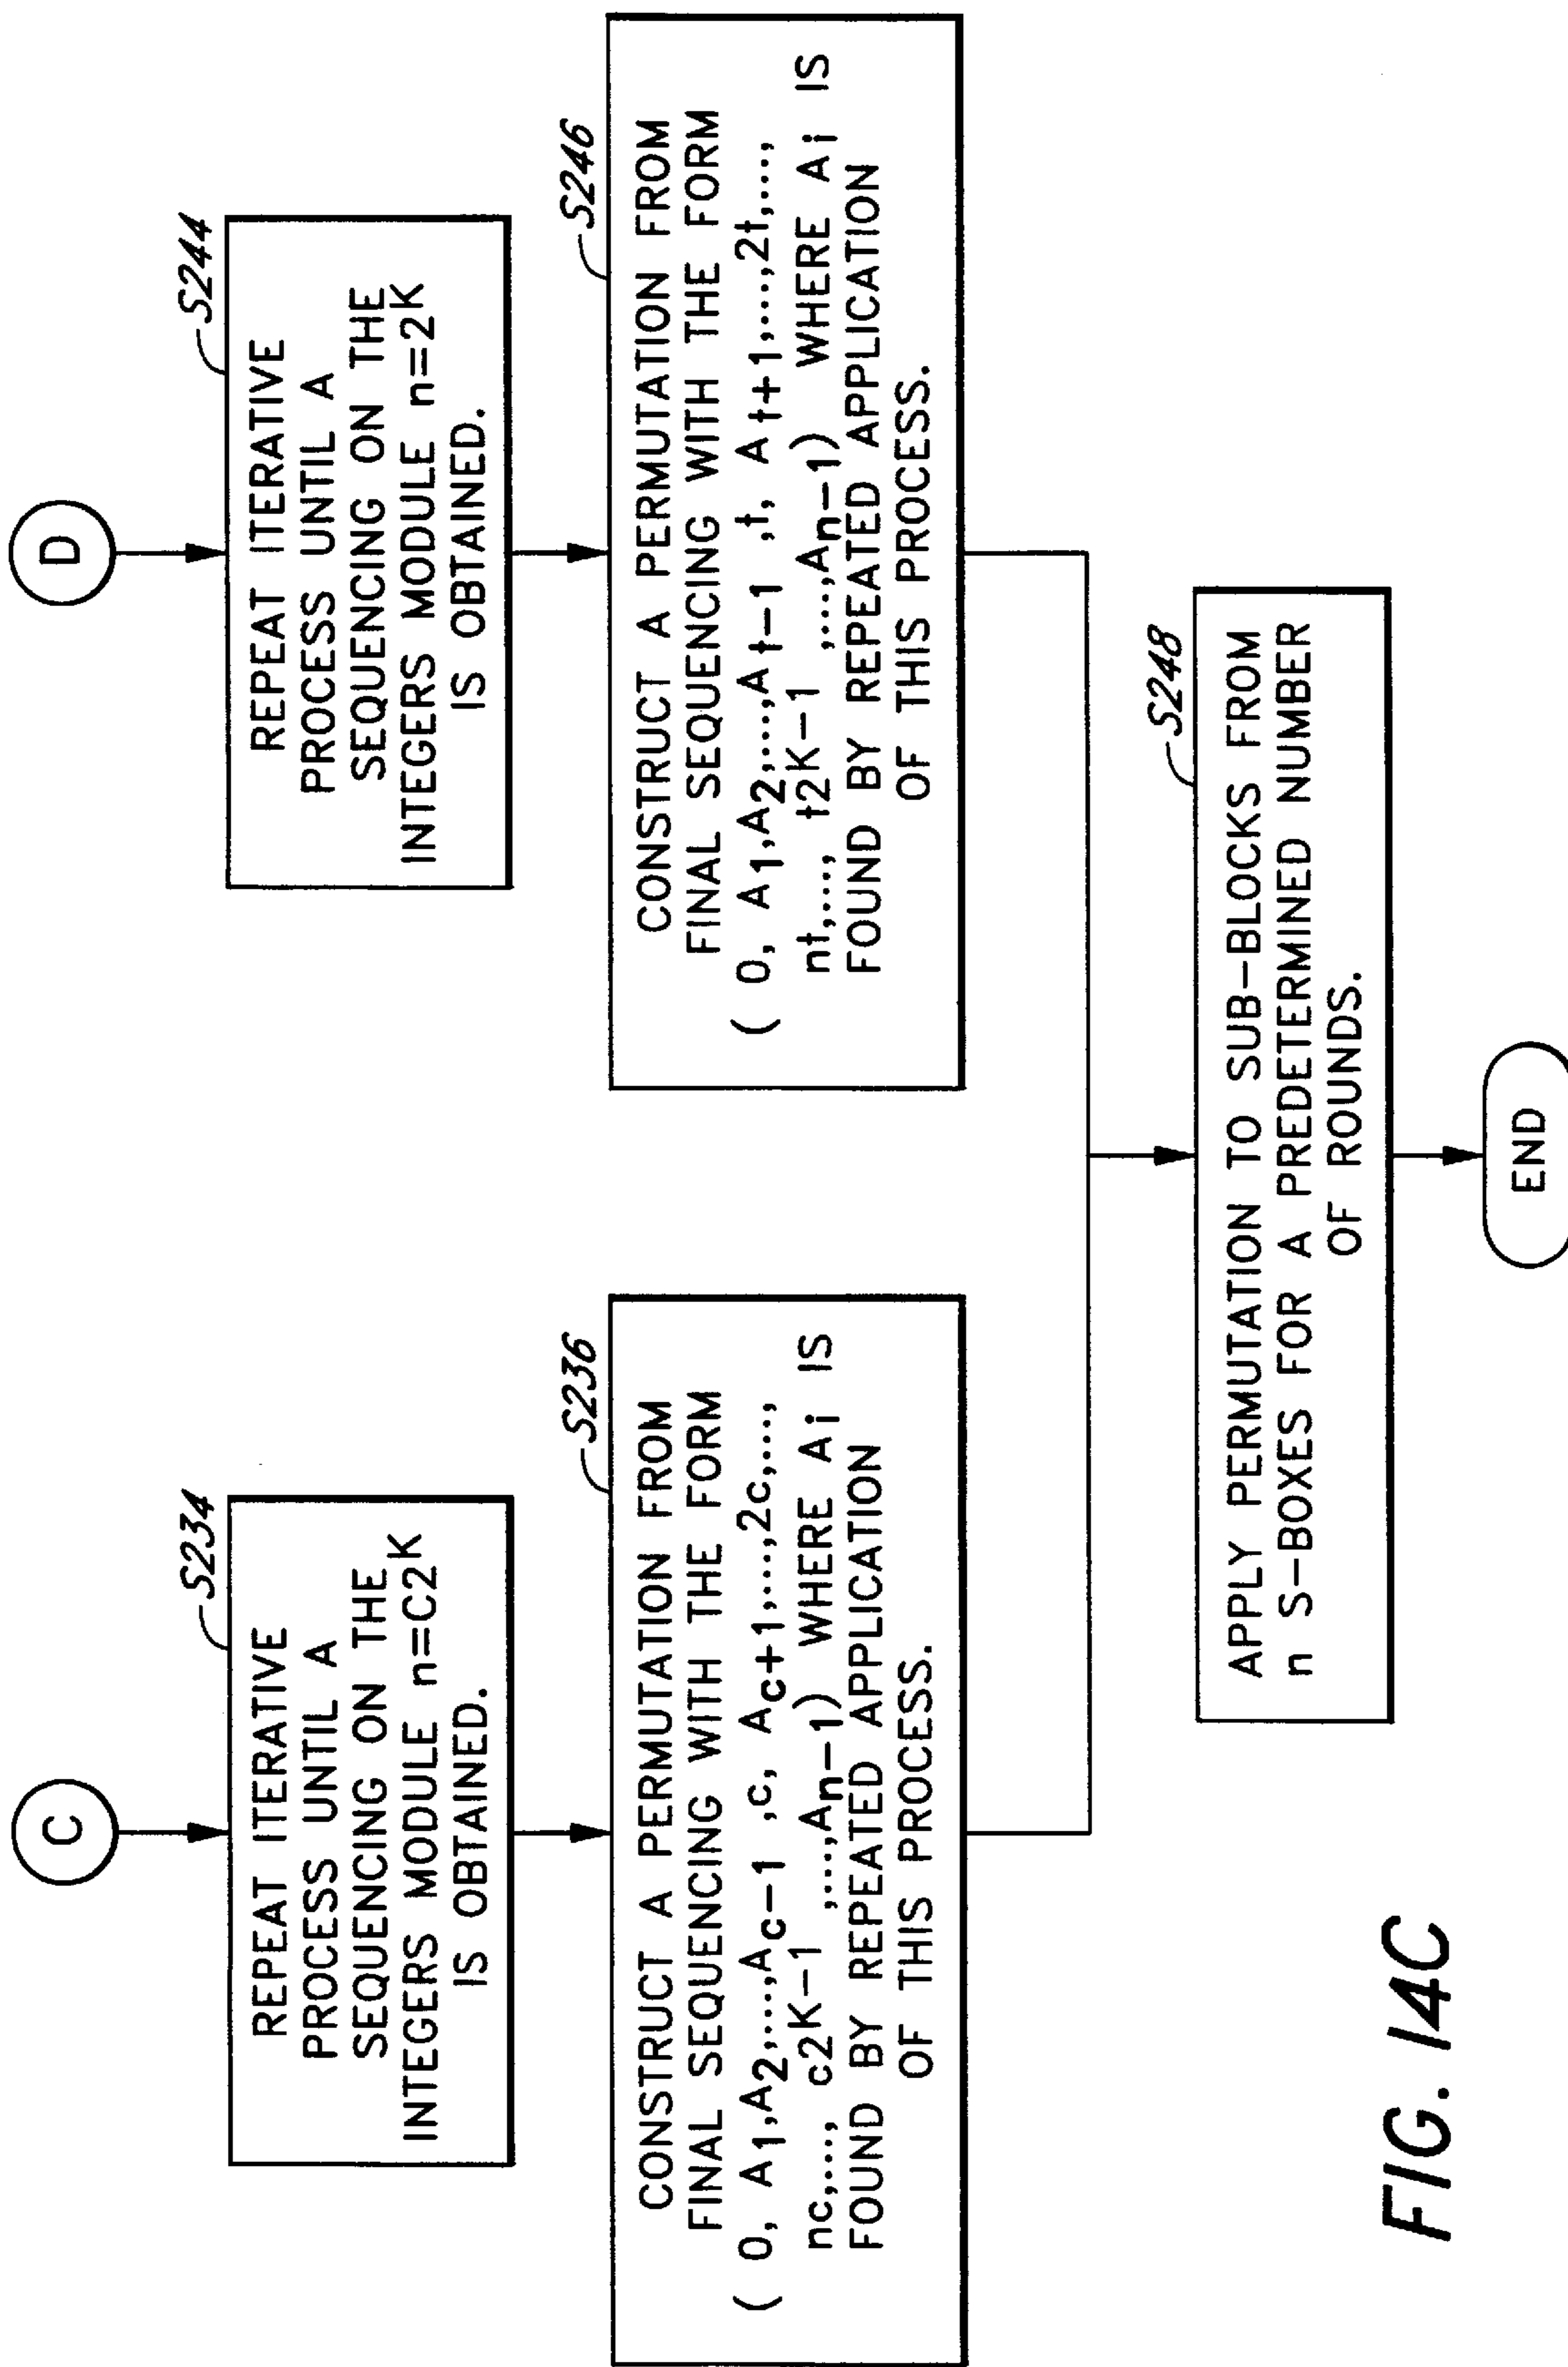 C
S234
REPEAT ITERATIVE
PROCESS UNTIL A
SEQUENCING ON THE
INTEGERS MODULE n=C2K
IS OBTAINED.
S236
CONSTRUCT A PERMUTATION FROM
FINAL SEQUENCING WITH THE FORM
( 0, A1,A2,...,Ac-1 ,c, Ac+1,...,2c,...,
nc,..., c2K-1 ,...,An-1) WHERE Ai IS
FOUND BY REPEATED APPLICATION
OF THIS PROCESS.
D
S244
REPEAT ITERATIVE
PROCESS UNTIL A
SEQUENCING ON THE
INTEGERS MODULE n=2K
IS OBTAINED.
S246
CONSTRUCT A PERMUTATION FROM
FINAL SEQUENCING WITH THE FORM
( 0, A1,A2,...,At-1 ,t, At+1,...,2t,...,
nt,..., t2K-1 ,...,An-1) WHERE Ai IS
FOUND BY REPEATED APPLICATION
OF THIS PROCESS.
S248
APPLY PERMUTATION TO SUB-BLOCKS FROM
n S-BOXES FOR A PREDETERMINED NUMBER
OF ROUNDS.
END
FIG. 14C